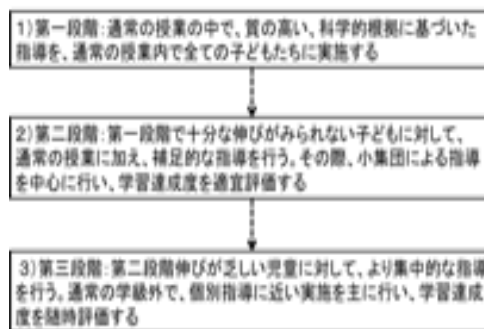 1)第一段階:通常の授業の中で、質の高い、科学的根拠に基づいた
指導を、通常の授業内で全ての子どもたちに実施する
2)第二段階:第一段階で十分な伸びがみられない子どもに対して、
通常の授業に加え、補足的な指導を行う。その際、小集団による指導
を中心に行い、学習達成度を適宜評価する
3)第三段階:第二段階伸びが乏しい児童に対して、より集中的な指導
を行う。通常の学級外で、個別指導に近い実施を主に行い、学習達成
度を随時評価する